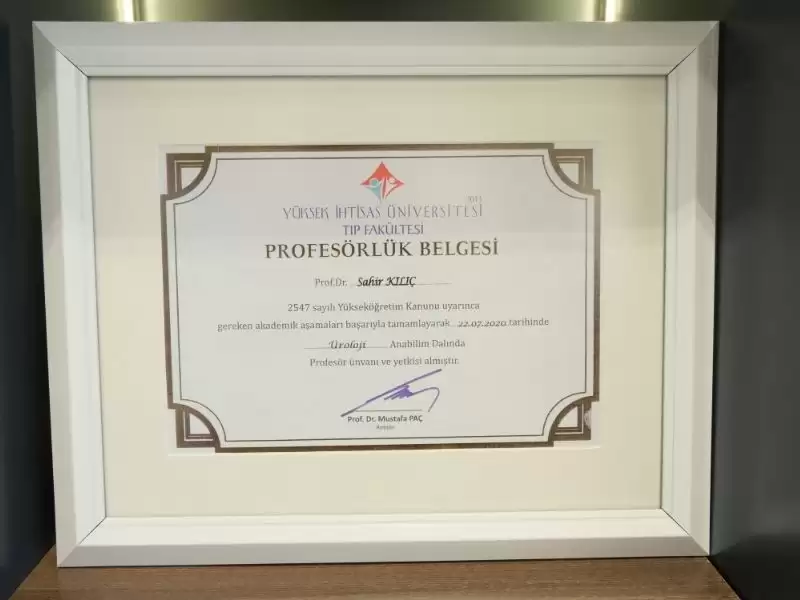 2013
YÜKSEK İHTİSAS ÜNİVERSİTESİ
TIP FAKÜLTESİ
PROFESÖRLÜK BELGESİ
Prof.Dr. Sahir KILIÇ
2547 sayılı Yükseköğretim Kanunu uyarınca
gereken akademik aşamaları başarıyla tamamlayarak 22.07.2020 tarihinde
Üroloji Anabilim Dalında
Profesör ünvanı ve yetkisi almıştır.
Prof. Dr. Mustafa PAÇ
Rektör